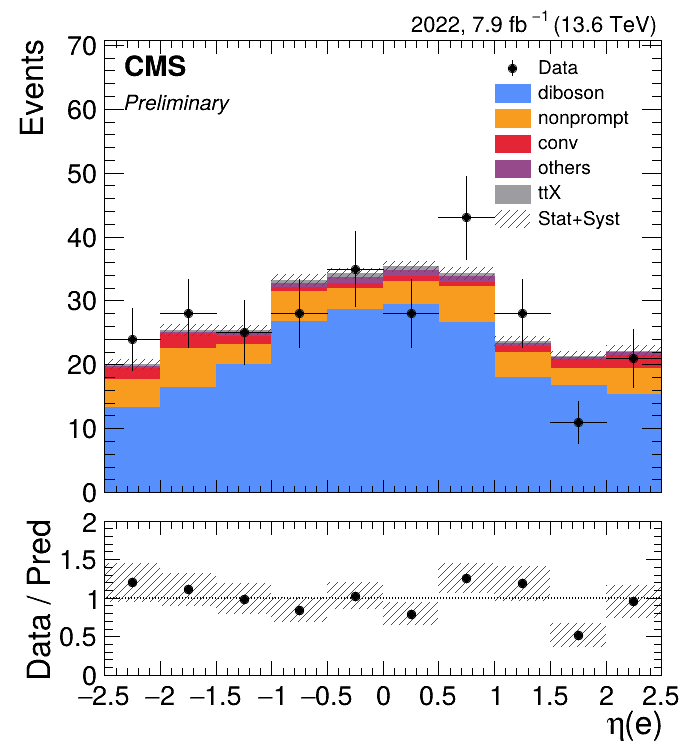 2022, 7.9 fb⁻¹ (13.6 TeV)
Events
70
60
50
40
30
20
10
0
CMS
Preliminary
Data
diboson
nonprompt
conv
others
ttX
Stat+Syst
Data / Pred
2
1.5
1
0.5
0
−2.5 −2 −1.5 −1 −0.5 0 0.5 1 1.5 2 2.5
η(e)